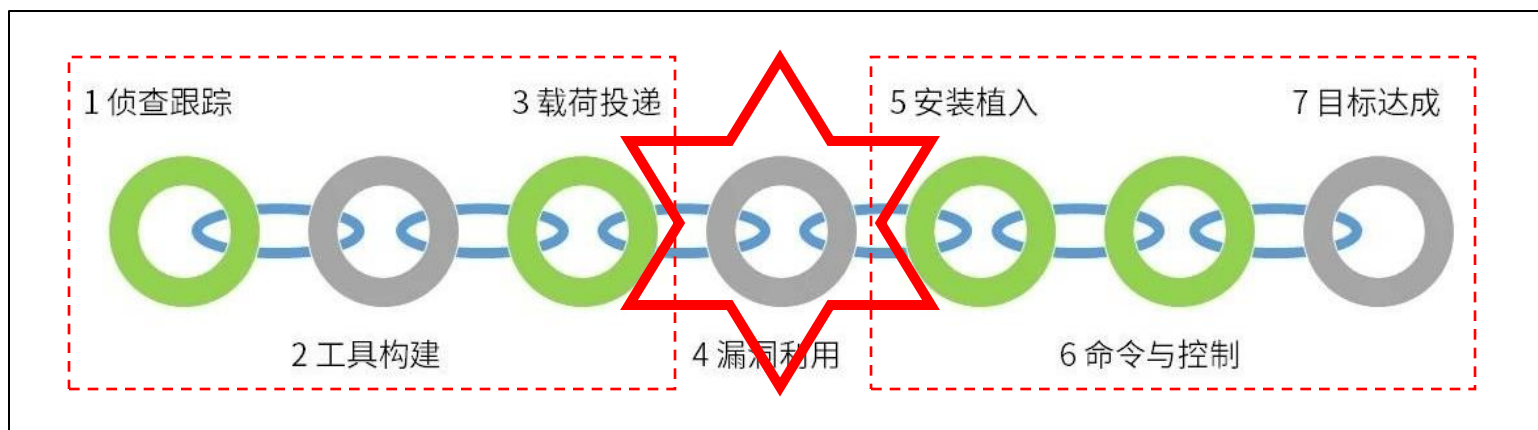 1 侦查跟踪
3 载荷投递
5 安装植入
7 目标达成
2 工具构建
4 漏洞利用
6 命令与控制